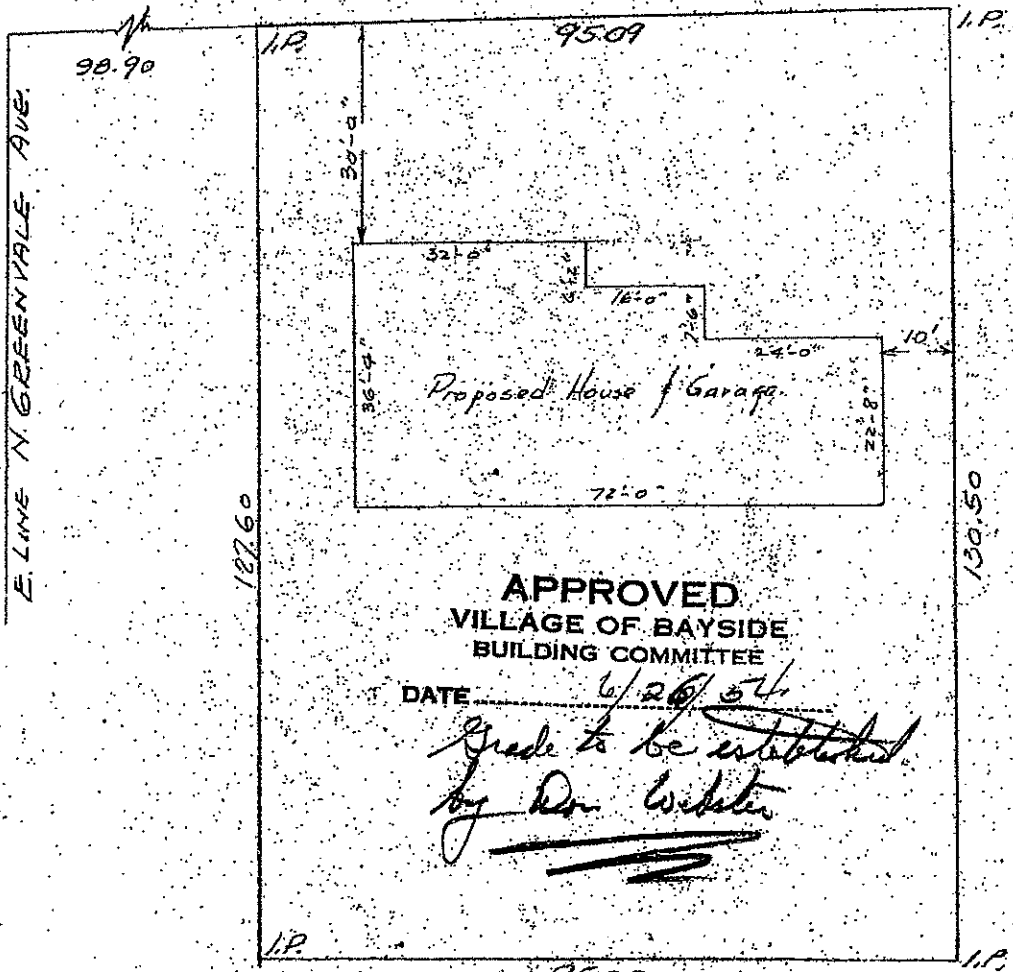 98.90
I.P.
95.09
I.P.
E. LINE N. GREENVALE AVE.
30'-0"
32'-0"
16'-0"
7'-6"
24'-0"
10'
36'-4"
Proposed House & Garage
22'-8"
72'-0"
127.60
130.50
APPROVED
VILLAGE OF BAYSIDE
BUILDING COMMITTEE
DATE 6/26/54
Grade to be established
by Don Webster
I.P.
I.P.